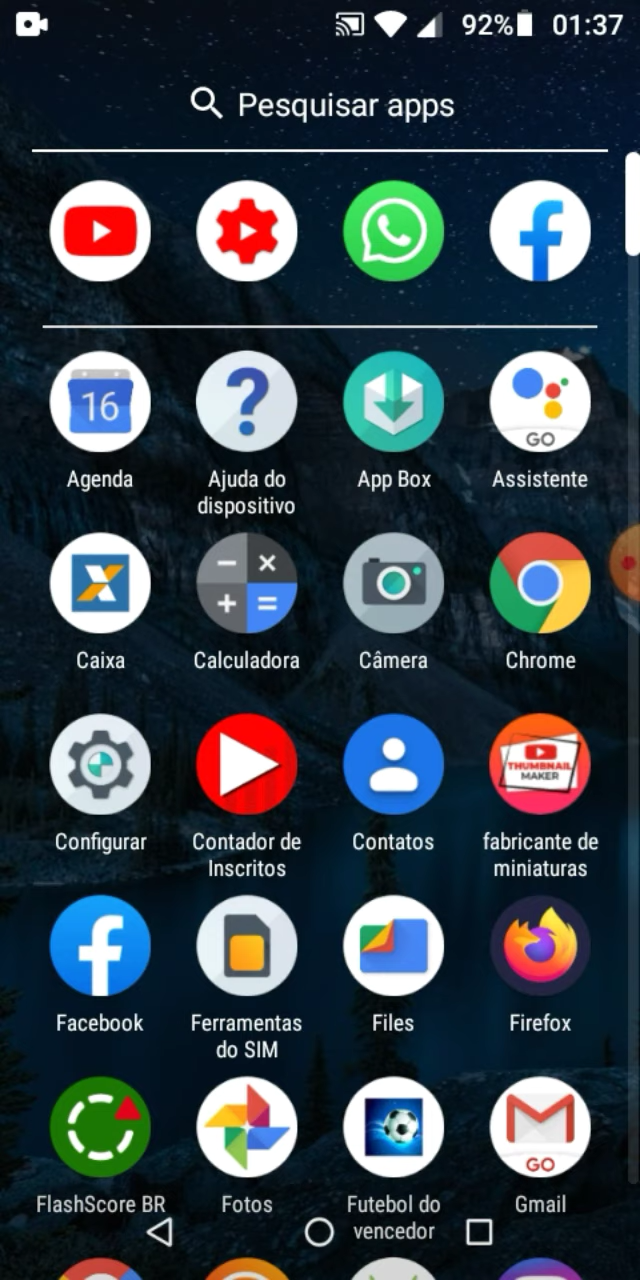 92% 01:37
Pesquisar apps
16 GO
Agenda Ajuda do App Box Assistente
dispositivo
Caixa Calculadora Câmera Chrome
THUMBNAIL
MAKER
Configurar Contador de Contatos fabricante de
Inscritos miniaturas
Facebook Ferramentas Files Firefox
do SIM
GO
FlashScore BR Fotos Futebol do Gmail
vencedor